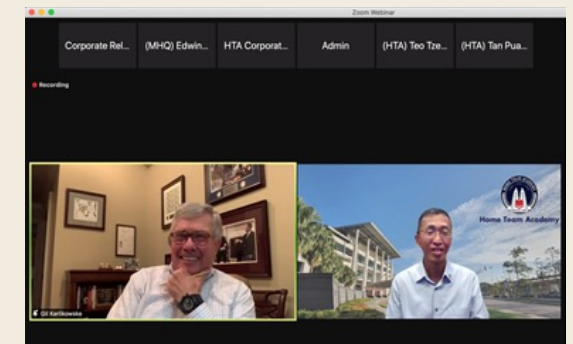 Zoom Webinar
Corporate Rel...
(MHQ) Edwin...
HTA Corporat...
Admin
(HTA) Teo Tze...
(HTA) Tan Pua...
Recording
Home Team Academy
Gil Kerlikowske